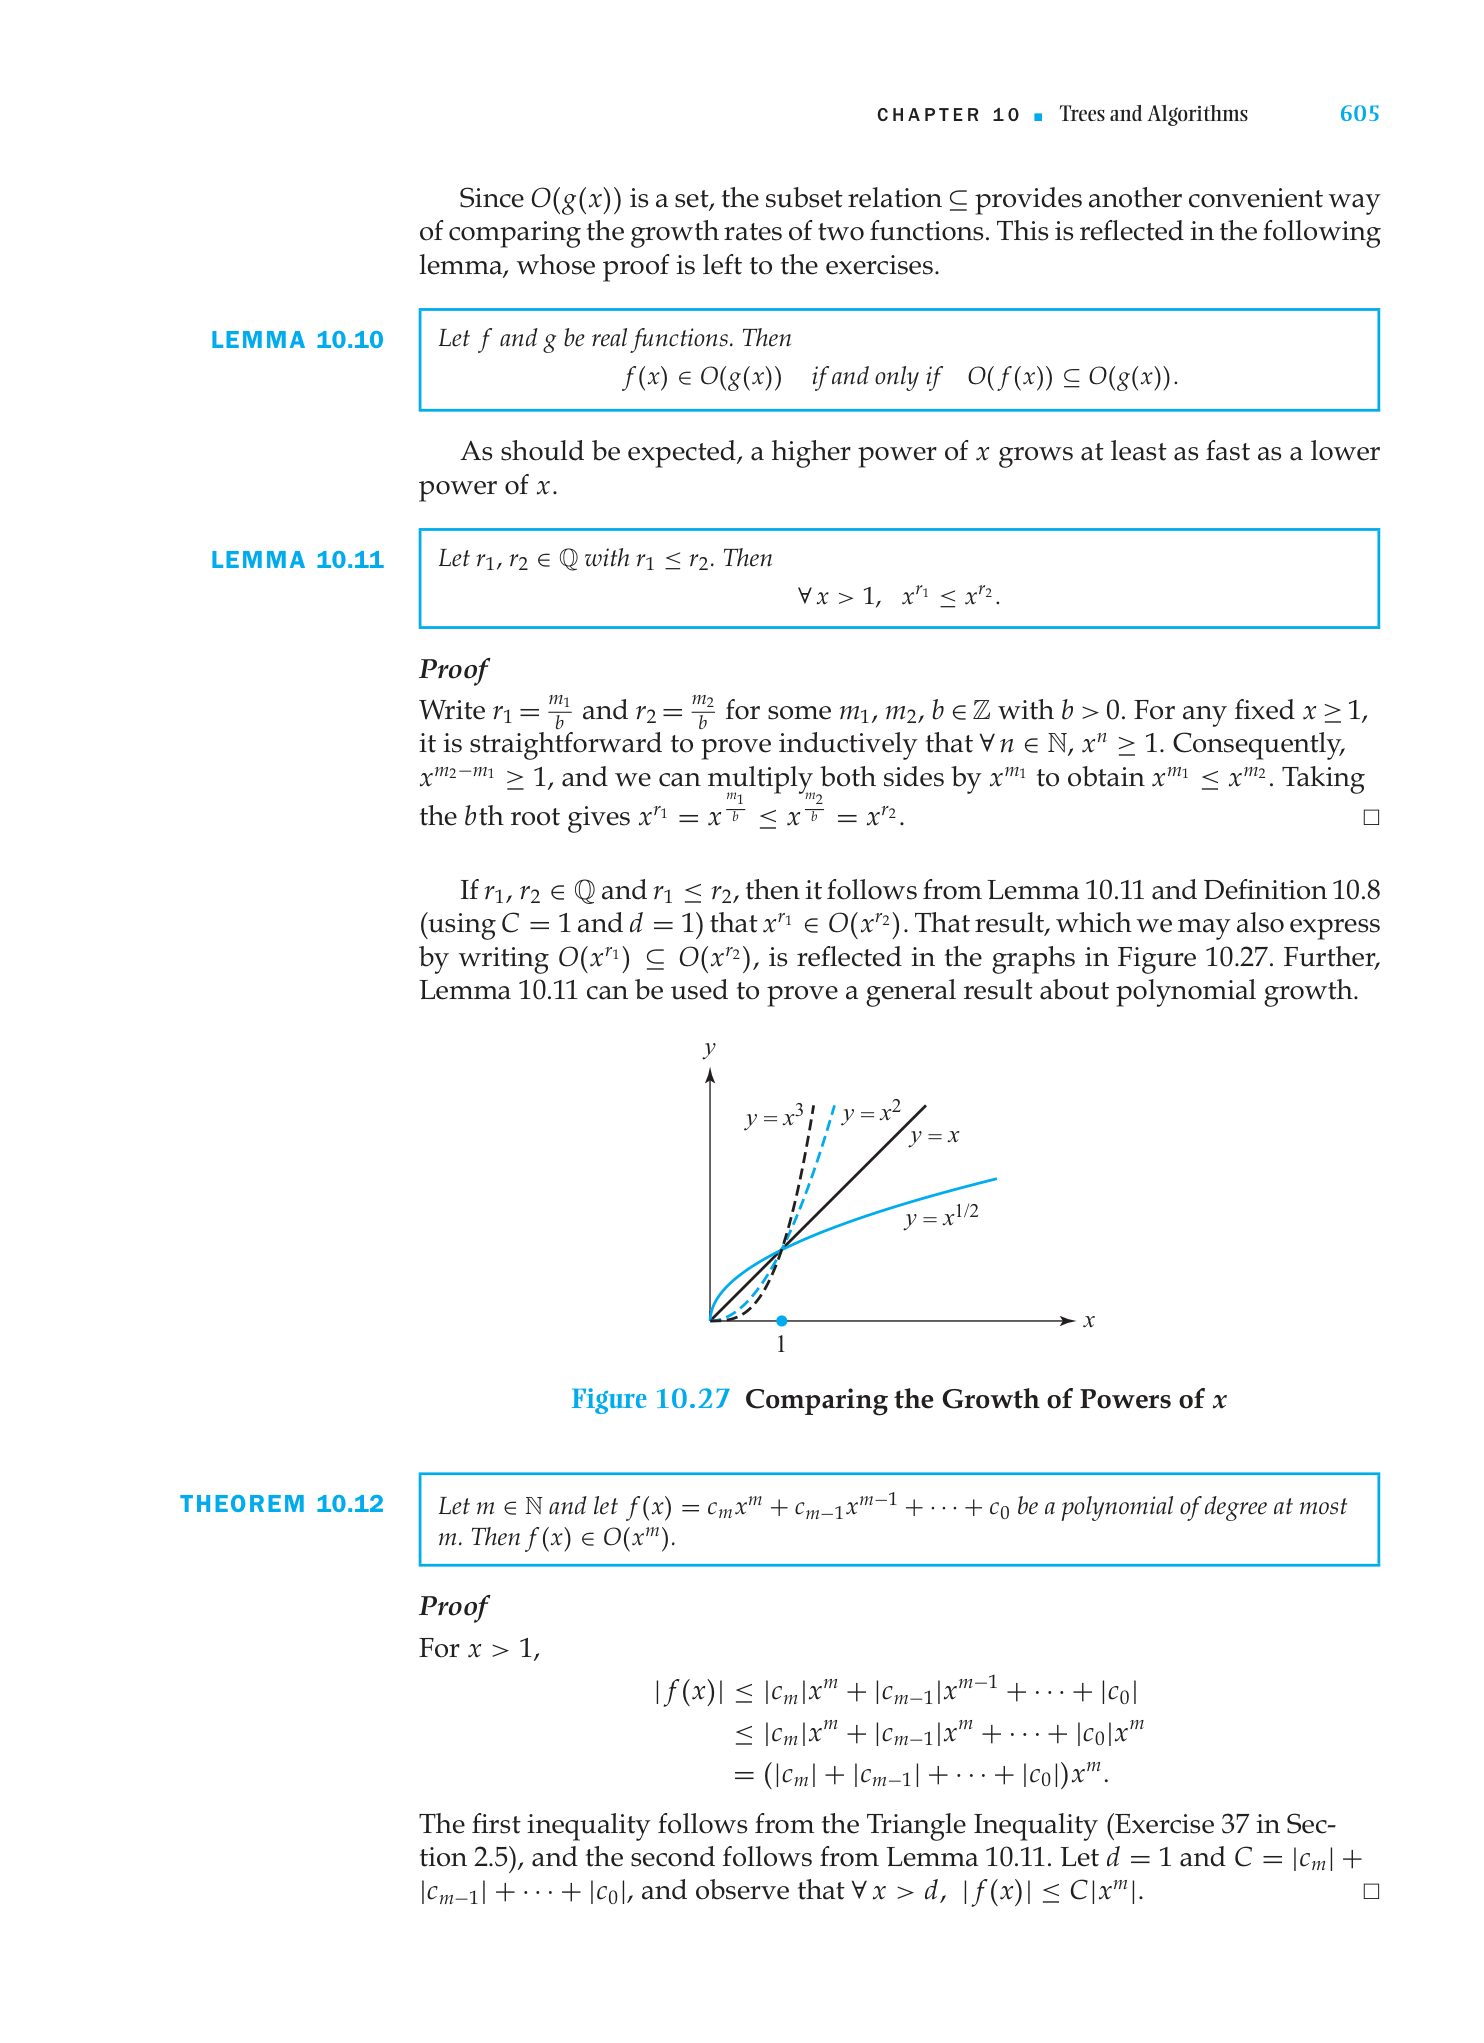 CHAPTER 10 ■ Trees and Algorithms 605
Since O(g(x)) is a set, the subset relation ⊆ provides another convenient way
of comparing the growth rates of two functions. This is reflected in the following
lemma, whose proof is left to the exercises.
LEMMA 10.10
Let f and g be real functions. Then
f(x) ∈ O(g(x)) if and only if O(f(x)) ⊆ O(g(x)).
As should be expected, a higher power of x grows at least as fast as a lower
power of x.
LEMMA 10.11
Let r₁, r₂ ∈ ℚ with r₁ ≤ r₂. Then
∀ x > 1, x^{r₁} ≤ x^{r₂}.
Proof
Write r₁ = m₁/b and r₂ = m₂/b for some m₁, m₂, b ∈ ℤ with b > 0. For any fixed x ≥ 1,
it is straightforward to prove inductively that ∀ n ∈ ℕ, xⁿ ≥ 1. Consequently,
x^{m₂−m₁} ≥ 1, and we can multiply both sides by x^{m₁} to obtain x^{m₁} ≤ x^{m₂}. Taking
the bth root gives x^{r₁} = x^{m₁/b} ≤ x^{m₂/b} = x^{r₂}. □
If r₁, r₂ ∈ ℚ and r₁ ≤ r₂, then it follows from Lemma 10.11 and Definition 10.8
(using C = 1 and d = 1) that x^{r₁} ∈ O(x^{r₂}). That result, which we may also express
by writing O(x^{r₁}) ⊆ O(x^{r₂}), is reflected in the graphs in Figure 10.27. Further,
Lemma 10.11 can be used to prove a general result about polynomial growth.
y
y = x³
y = x²
y = x
y = x^{1/2}
x
1
Figure 10.27 Comparing the Growth of Powers of x
THEOREM 10.12
Let m ∈ ℕ and let f(x) = c_m x^m + c_{m−1}x^{m−1} + · · · + c₀ be a polynomial of degree at most
m. Then f(x) ∈ O(x^m).
Proof
For x > 1,
|f(x)| ≤ |c_m|x^m + |c_{m−1}|x^{m−1} + · · · + |c₀|
≤ |c_m|x^m + |c_{m−1}|x^m + · · · + |c₀|x^m
= (|c_m| + |c_{m−1}| + · · · + |c₀|)x^m.
The first inequality follows from the Triangle Inequality (Exercise 37 in Sec-
tion 2.5), and the second follows from Lemma 10.11. Let d = 1 and C = |c_m| +
|c_{m−1}| + · · · + |c₀|, and observe that ∀ x > d, |f(x)| ≤ C|x^m|. □